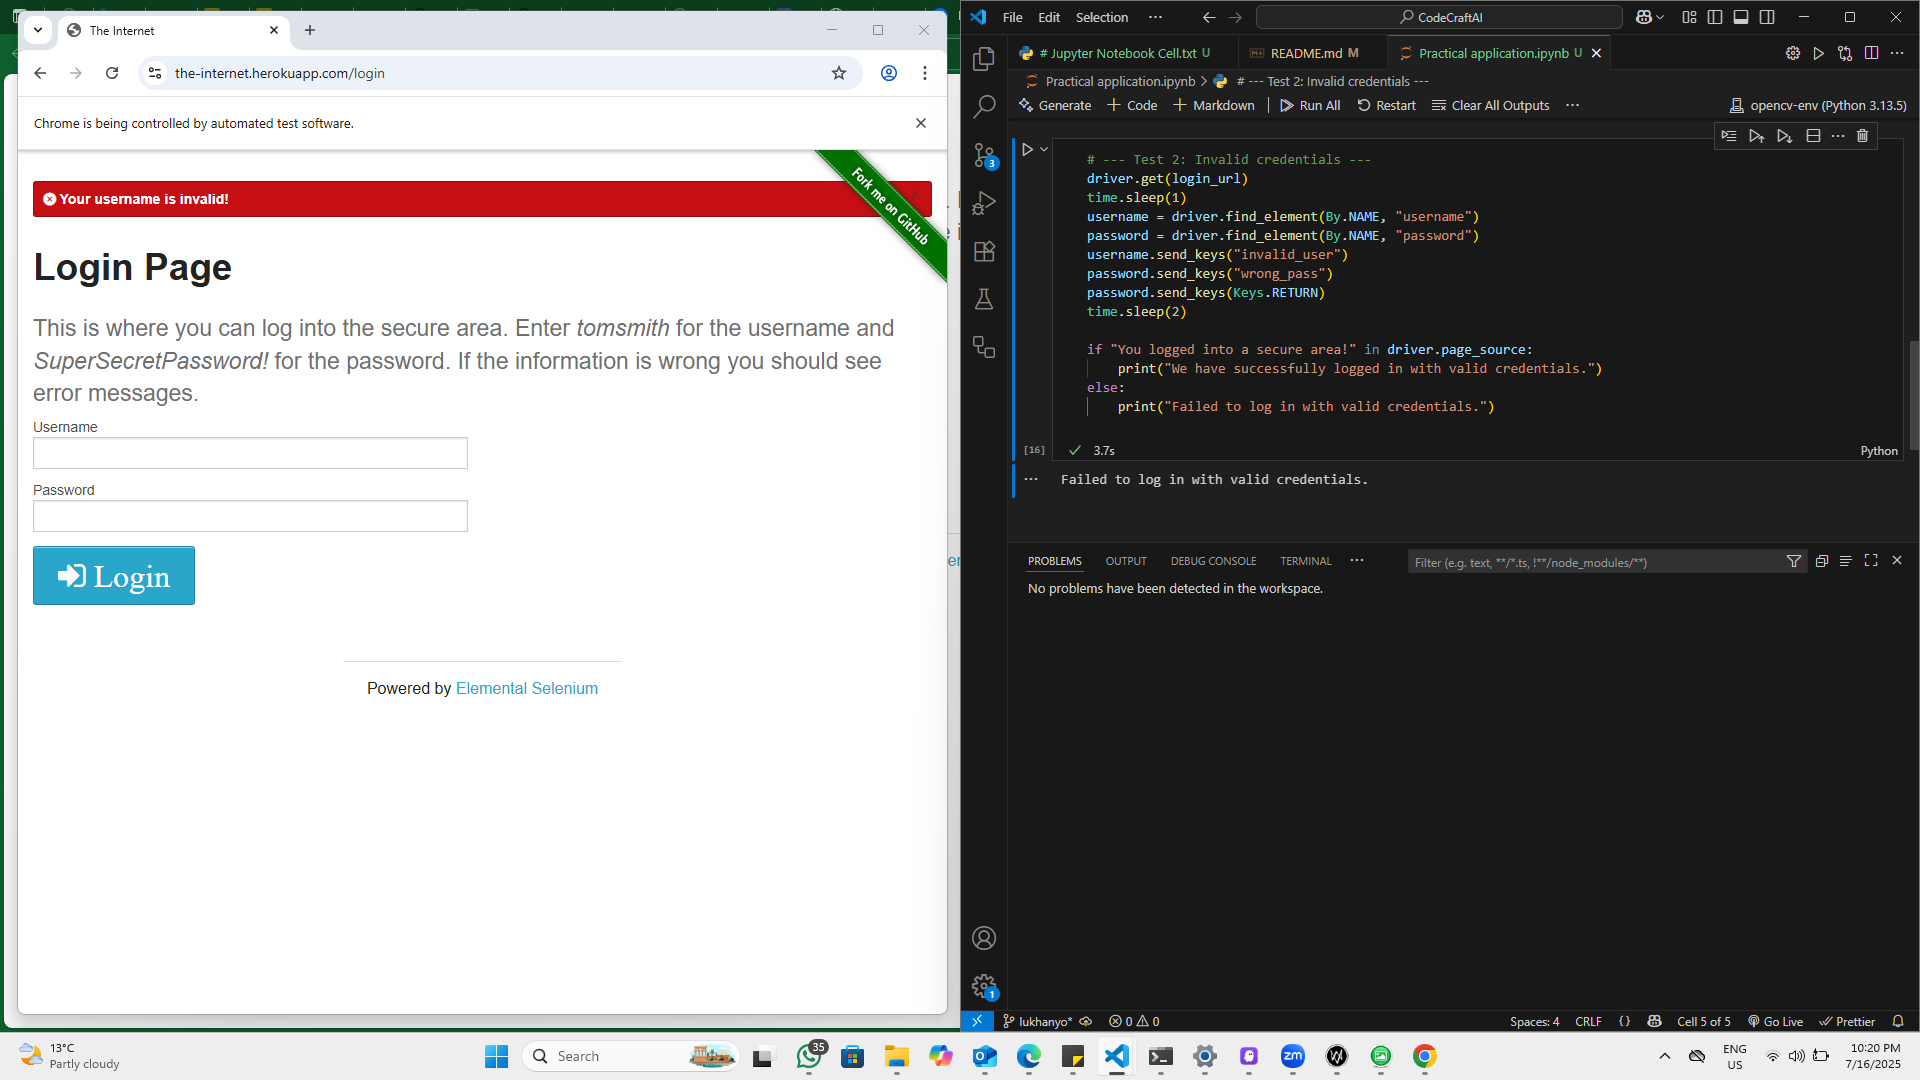 The Internet
the-internet.herokuapp.com/login
Chrome is being controlled by automated test software.
Fork me on GitHub
Your username is invalid!
Login Page
This is where you can log into the secure area. Enter tomsmith for the username and
SuperSecretPassword! for the password. If the information is wrong you should see
error messages.
Username
Password
Login
Powered by Elemental Selenium
File Edit Selection ···
CodeCraftAI
# Jupyter Notebook Cell.txt U
README.md M
Practical application.ipynb U
Practical application.ipynb > # --- Test 2: Invalid credentials ---
Generate + Code + Markdown | Run All Restart Clear All Outputs ···
opencv-env (Python 3.13.5)
# --- Test 2: Invalid credentials ---
driver.get(login_url)
time.sleep(1)
username = driver.find_element(By.NAME, "username")
password = driver.find_element(By.NAME, "password")
username.send_keys("invalid_user")
password.send_keys("wrong_pass")
password.send_keys(Keys.RETURN)
time.sleep(2)
if "You logged into a secure area!" in driver.page_source:
print("We have successfully logged in with valid credentials.")
else:
print("Failed to log in with valid credentials.")
[16] 3.7s Python
Failed to log in with valid credentials.
PROBLEMS OUTPUT DEBUG CONSOLE TERMINAL ···
Filter (e.g. text, **/*.ts, !**/node_modules/**)
No problems have been detected in the workspace.
3
1
lukhanyo* 0 0
Spaces: 4 CRLF {} Cell 5 of 5 Go Live Prettier
13°C
Partly cloudy
Search
35
zm
ENG
US
10:20 PM
7/16/2025